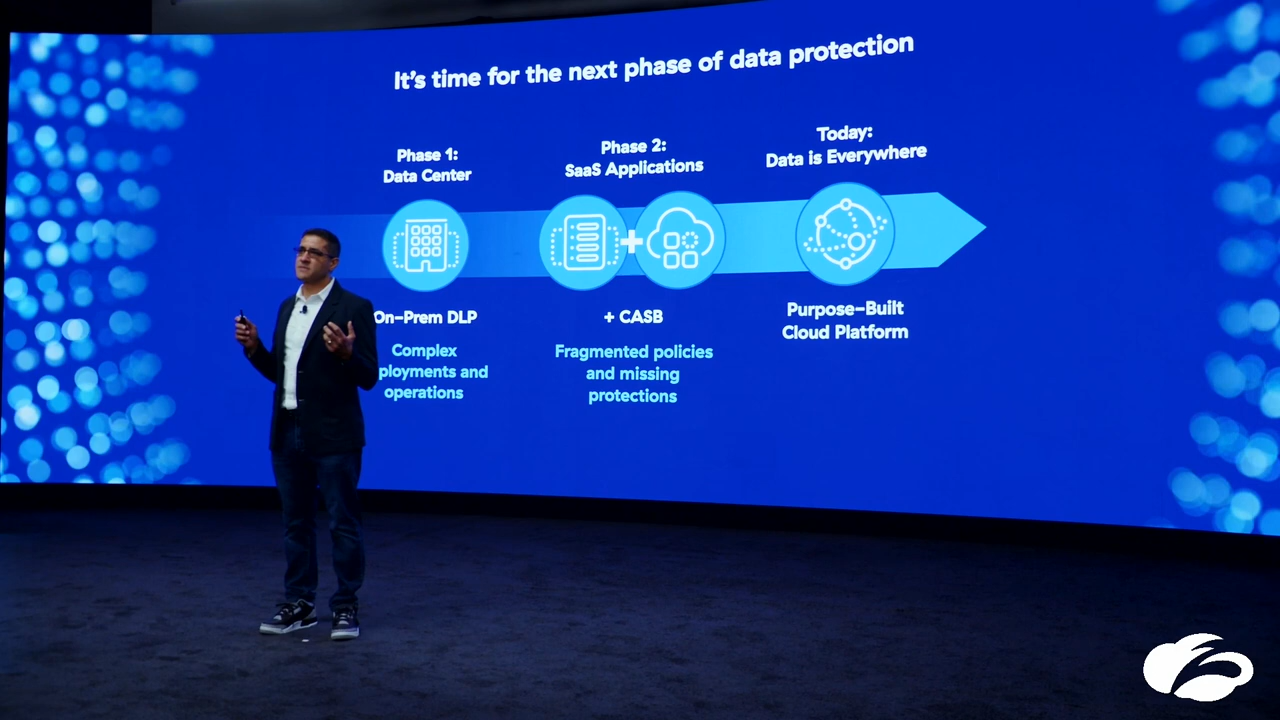 It's time for the next phase of data protection
Phase 1:
Data Center
Phase 2:
SaaS Applications
Today:
Data is Everywhere
On-Prem DLP
Complex
ployments and
operations
+ CASB
Fragmented policies
and missing
protections
Purpose-Built
Cloud Platform